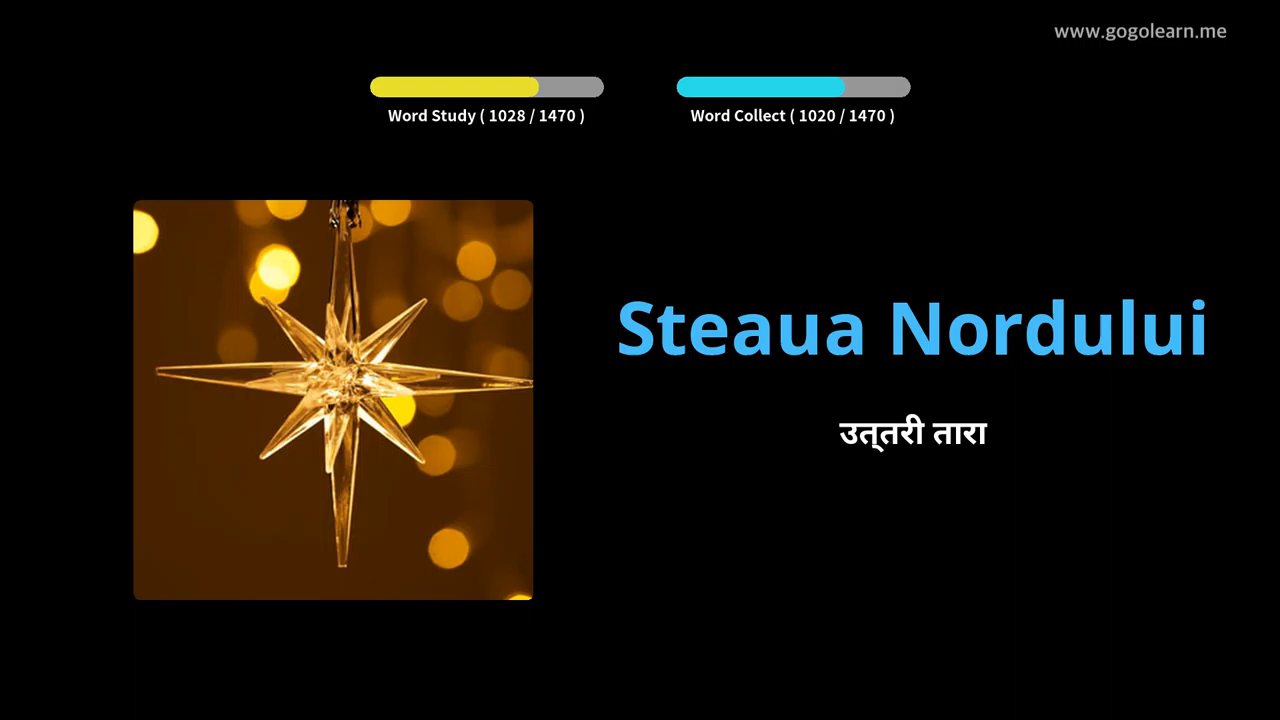 www.gogolearn.me
Word Study ( 1028 / 1470 )
Word Collect ( 1020 / 1470 )
Steaua Nordului
उत्तरी तारा